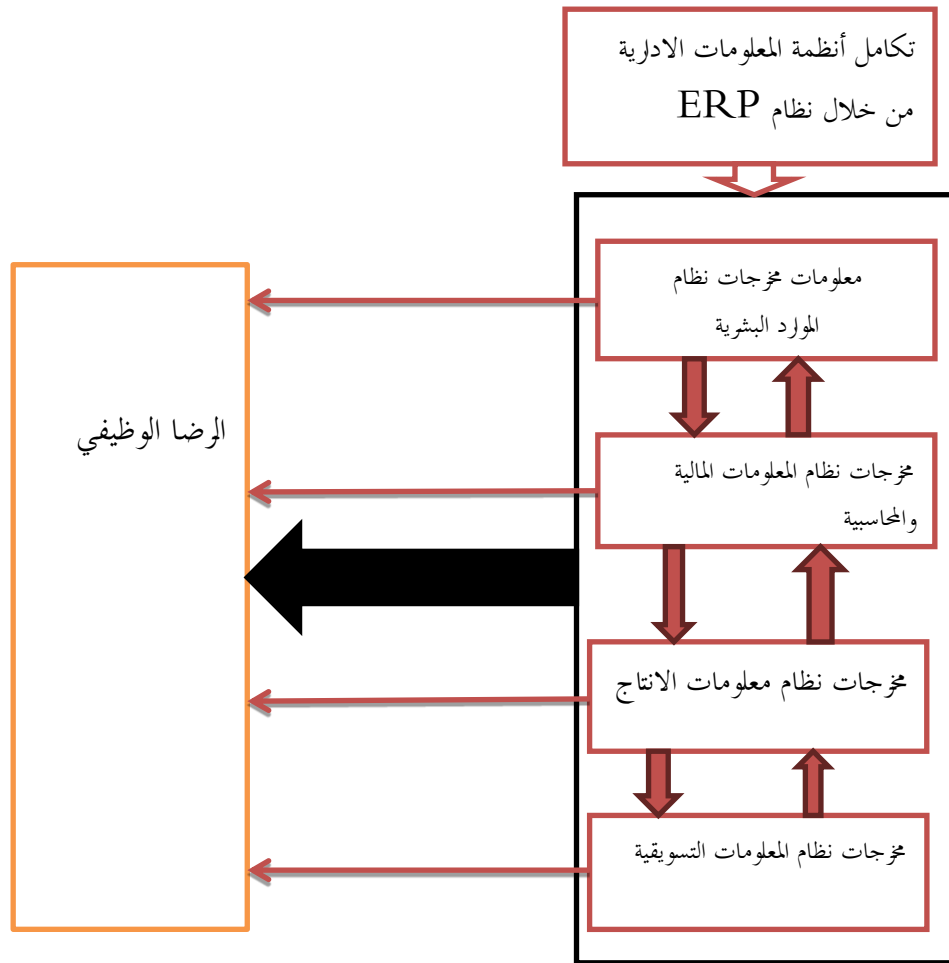 تكامل أنظمة المعلومات الادارية
من خلال نظام ERP
معلومات مخرجات نظام
الموارد البشرية
الرضا الوظيفي
مخرجات نظام المعلومات المالية
والمحاسبية
مخرجات نظام معلومات الانتاج
مخرجات نظام المعلومات التسويقية